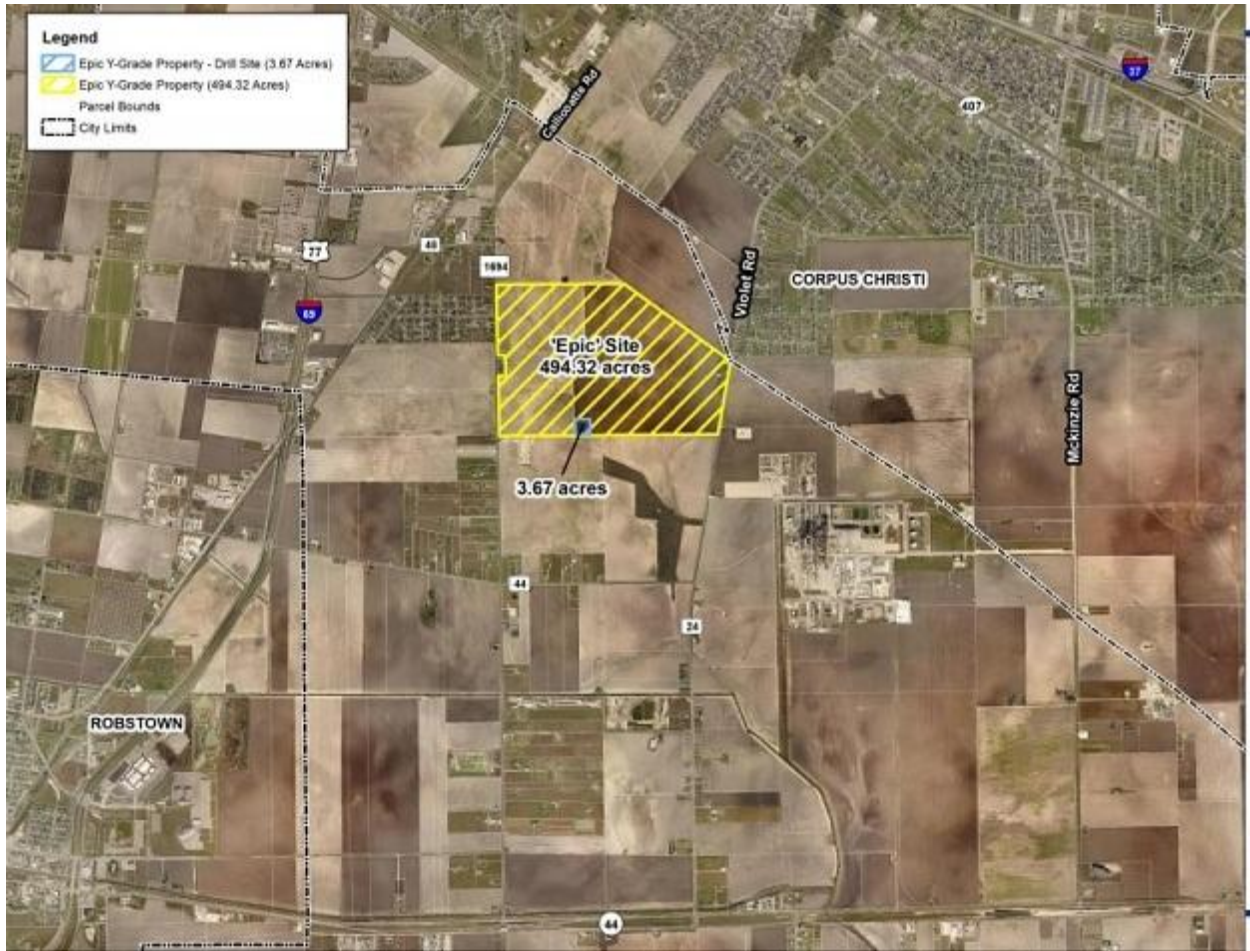 Legend
Epic Y-Grade Property - Drill Site (3.67 Acres)
Epic Y-Grade Property (494.32 Acres)
Parcel Bounds
City Limits
Callicoatte Rd
37
407
77
48
1694
69
Violet Rd
CORPUS CHRISTI
'Epic' Site
494.32 acres
Mckinzie Rd
3.67 acres
44
24
ROBSTOWN
44